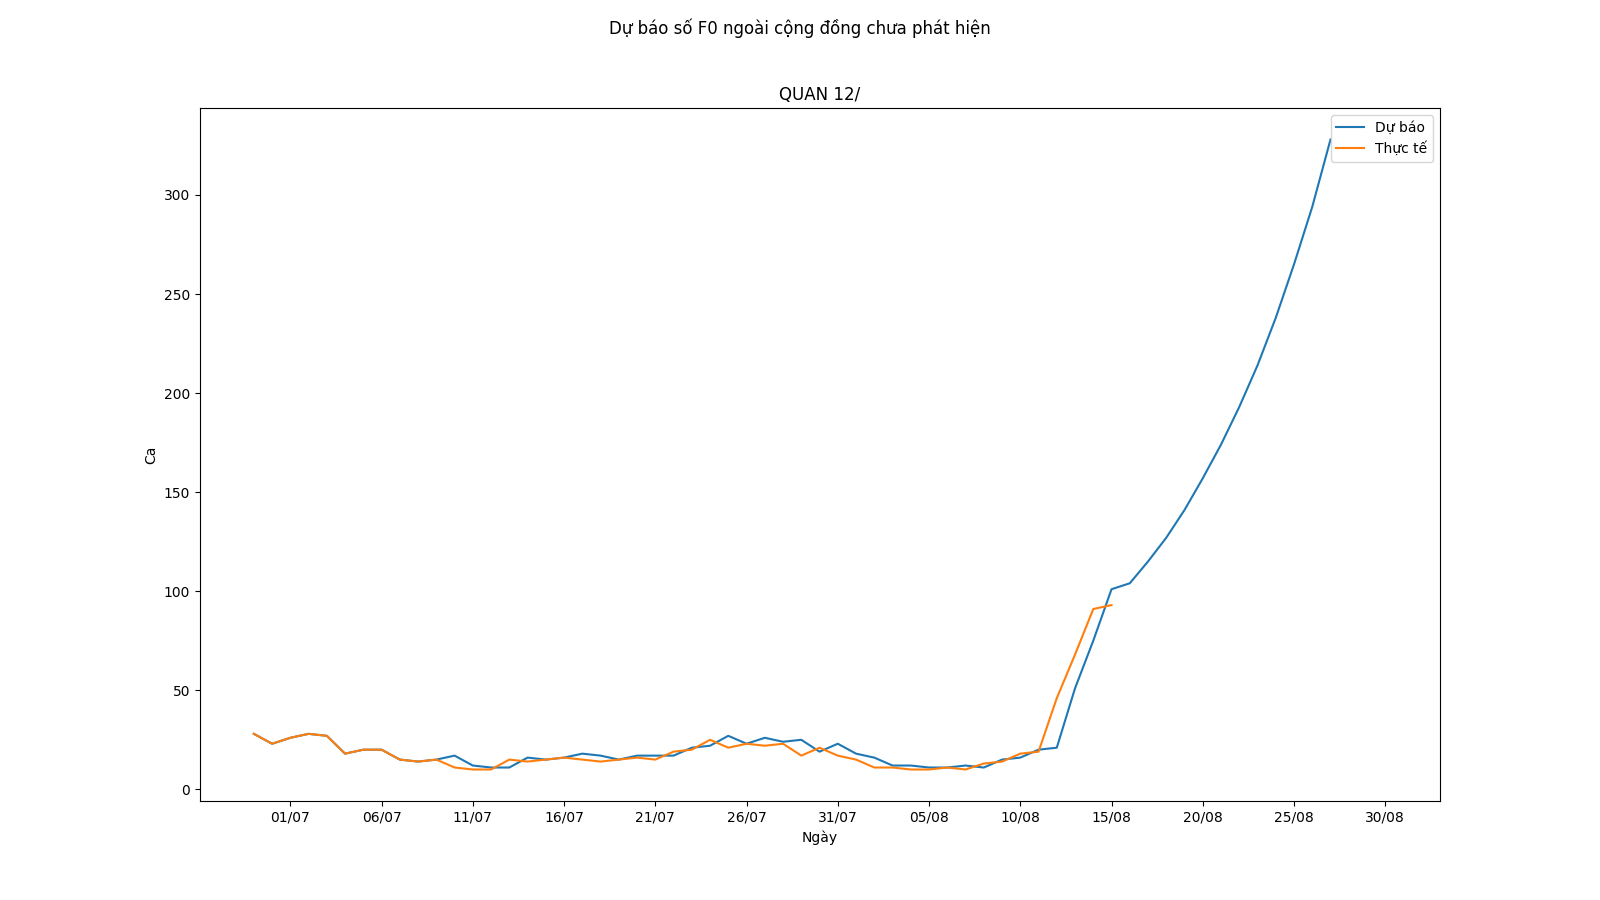 Dự báo số F0 ngoài cộng đồng chưa phát hiện
QUAN 12/
Dự báo
Thực tế
Ca
300
250
200
150
100
50
0
01/07 06/07 11/07 16/07 21/07 26/07 31/07 05/08 10/08 15/08 20/08 25/08 30/08
Ngày